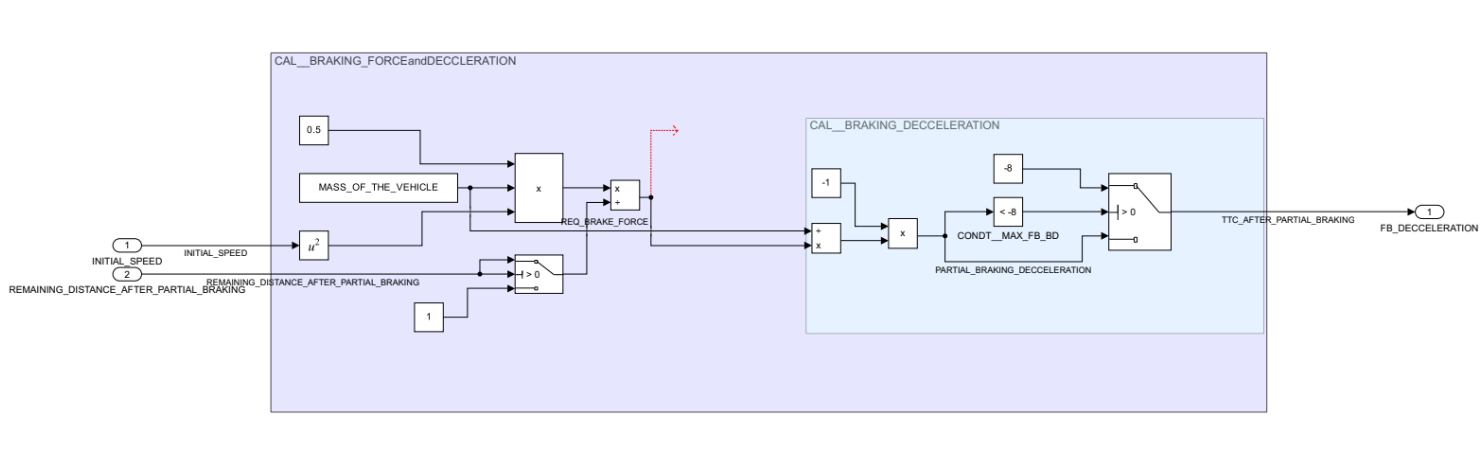 CAL__BRAKING_FORCEandDECCLERATION
0.5
MASS_OF_THE_VEHICLE
x
x
÷
REQ_BRAKE_FORCE
u²
1
INITIAL_SPEED
INITIAL_SPEED
2
REMAINING_DISTANCE_AFTER_PARTIAL_BRAKING
REMAINING_DISTANCE_AFTER_PARTIAL_BRAKING
> 0
1
CAL__BRAKING_DECCELERATION
-1
÷
x
x
-8
< -8
CONDT__MAX_FB_BD
PARTIAL_BRAKING_DECCELERATION
> 0
TTC_AFTER_PARTIAL_BRAKING
1
FB_DECCELERATION